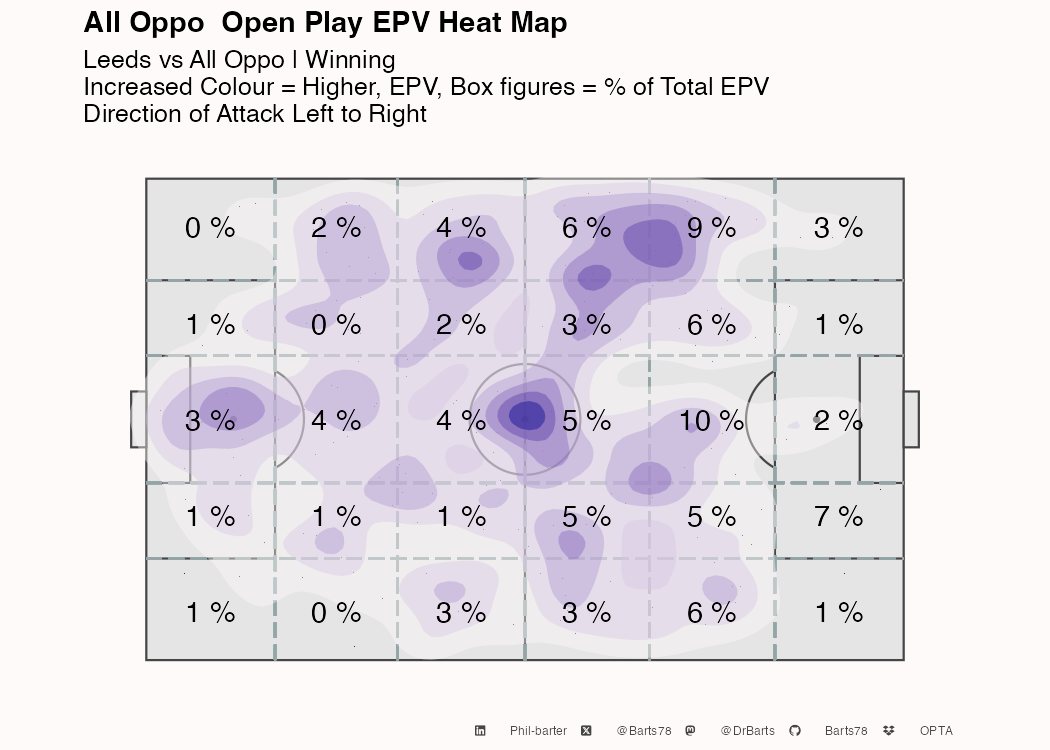 All Oppo  Open Play EPV Heat Map
Leeds vs All Oppo | Winning
Increased Colour = Higher, EPV, Box figures = % of Total EPV
Direction of Attack Left to Right
0 % 2 % 4 % 6 % 9 % 3 %
1 % 0 % 2 % 3 % 6 % 1 %
3 % 4 % 4 % 5 % 10 % 2 %
1 % 1 % 1 % 5 % 5 % 7 %
1 % 0 % 3 % 3 % 6 % 1 %
Phil-barter @Barts78 @DrBarts Barts78 OPTA